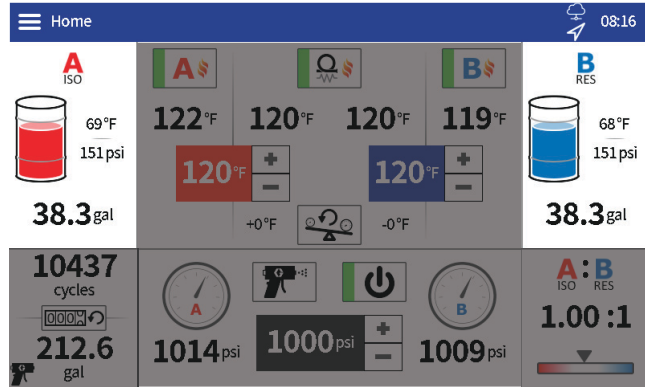 Home
08:16
A
ISO
69°F
151 psi
38.3 gal
A
B
122°F
120°F
120°F
119°F
120°F
+
−
120°F
+
−
+0°F
-0°F
B
RES
68°F
151 psi
38.3 gal
10437
cycles
212.6
gal
A
1014 psi
1000 psi
+
−
B
1009 psi
A:B
ISO RES
1.00 :1